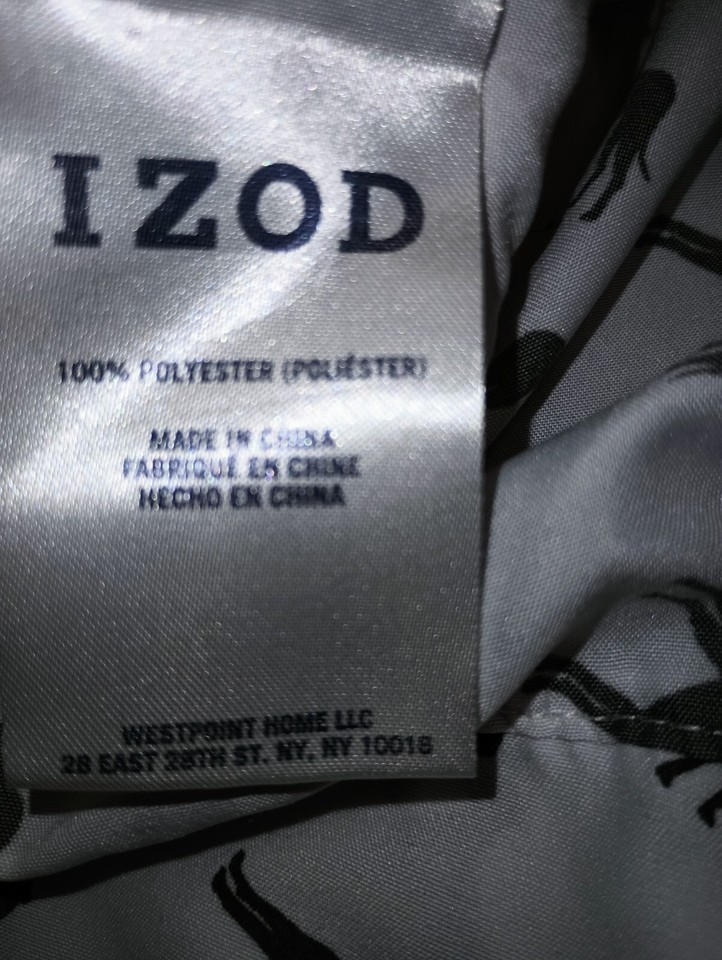 IZOD
100% POLYESTER (POLIÉSTER)
MADE IN CHINA
FABRIQUÉ EN CHINE
HECHO EN CHINA
WESTPOINT HOME LLC
28 EAST 28TH ST. NY, NY 10016